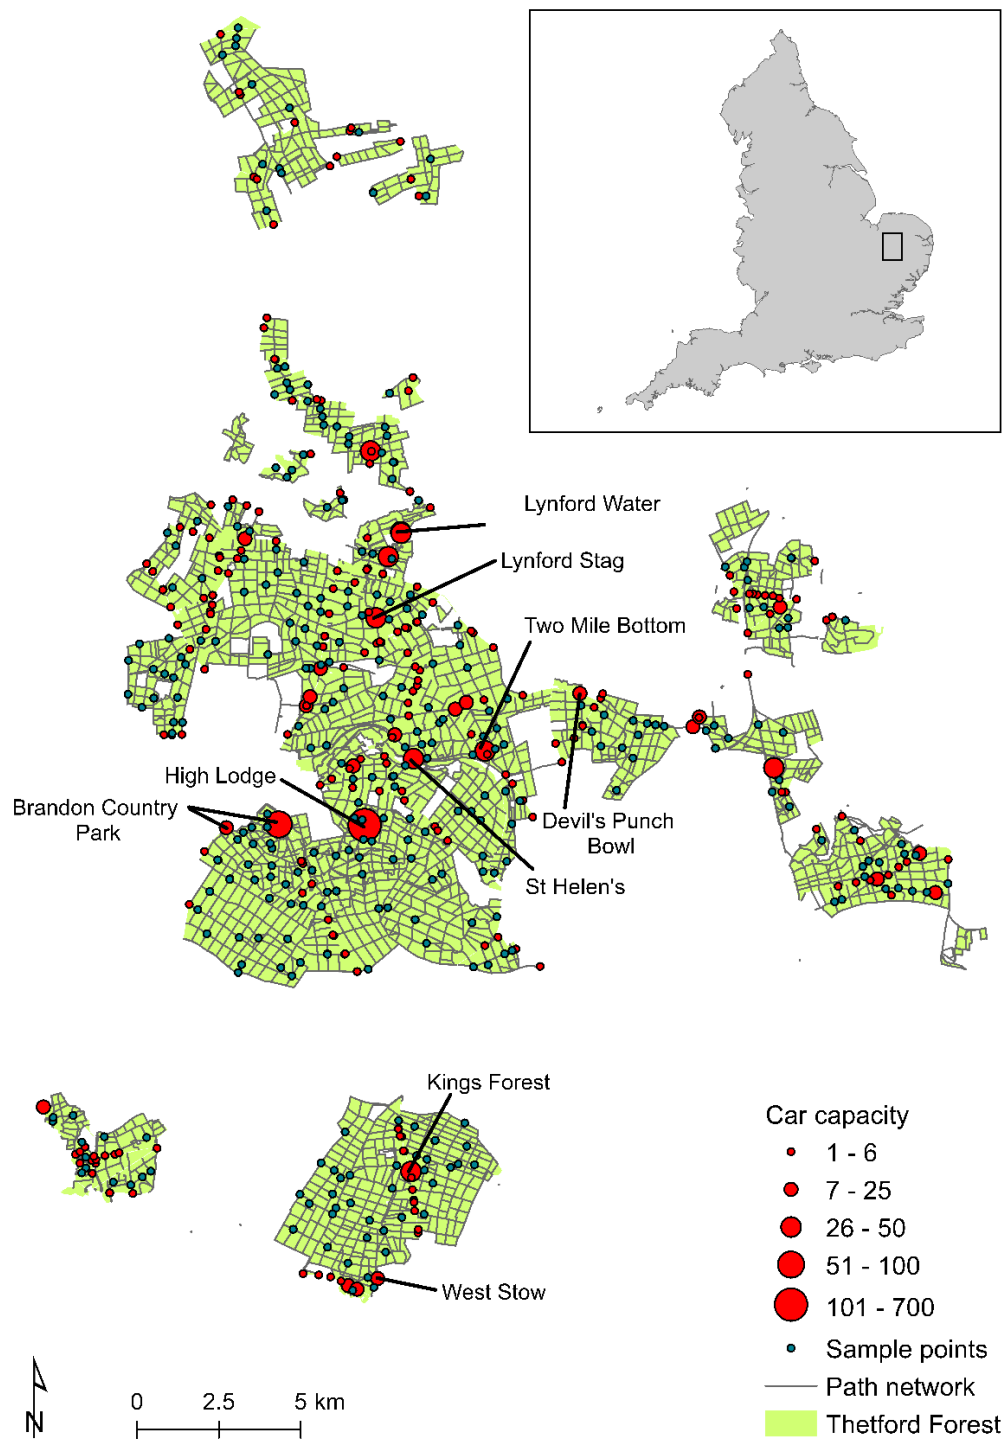 Lynford Water
Lynford Stag
Two Mile Bottom
High Lodge
Brandon Country
Park
Devil's Punch
Bowl
St Helen's
Kings Forest
West Stow
Car capacity
1 - 6
7 - 25
26 - 50
51 - 100
101 - 700
Sample points
Path network
Thetford Forest
N
0 2.5 5 km